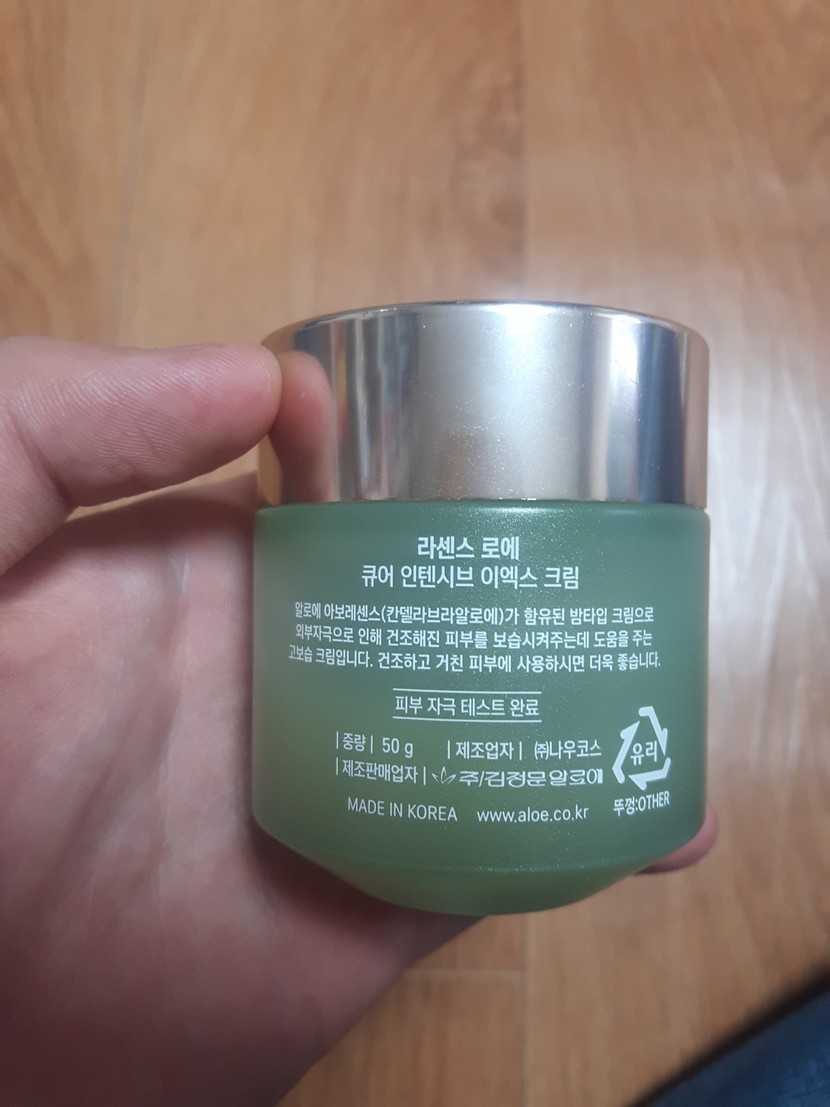 라센스 로에
큐어 인텐시브 이엑스 크림
알로에 아보레센스(칸델라브라알로에)가 함유된 밤타입 크림으로
외부자극으로 인해 건조해진 피부를 보습시켜주는데 도움을 주는
고보습 크림입니다. 건조하고 거친 피부에 사용하시면 더욱 좋습니다.
피부 자극 테스트 완료
|중량| 50 g |제조업자| ㈜나우코스
|제조판매업자| 주/김정문알로에
MADE IN KOREA www.aloe.co.kr
유리
뚜껑:OTHER